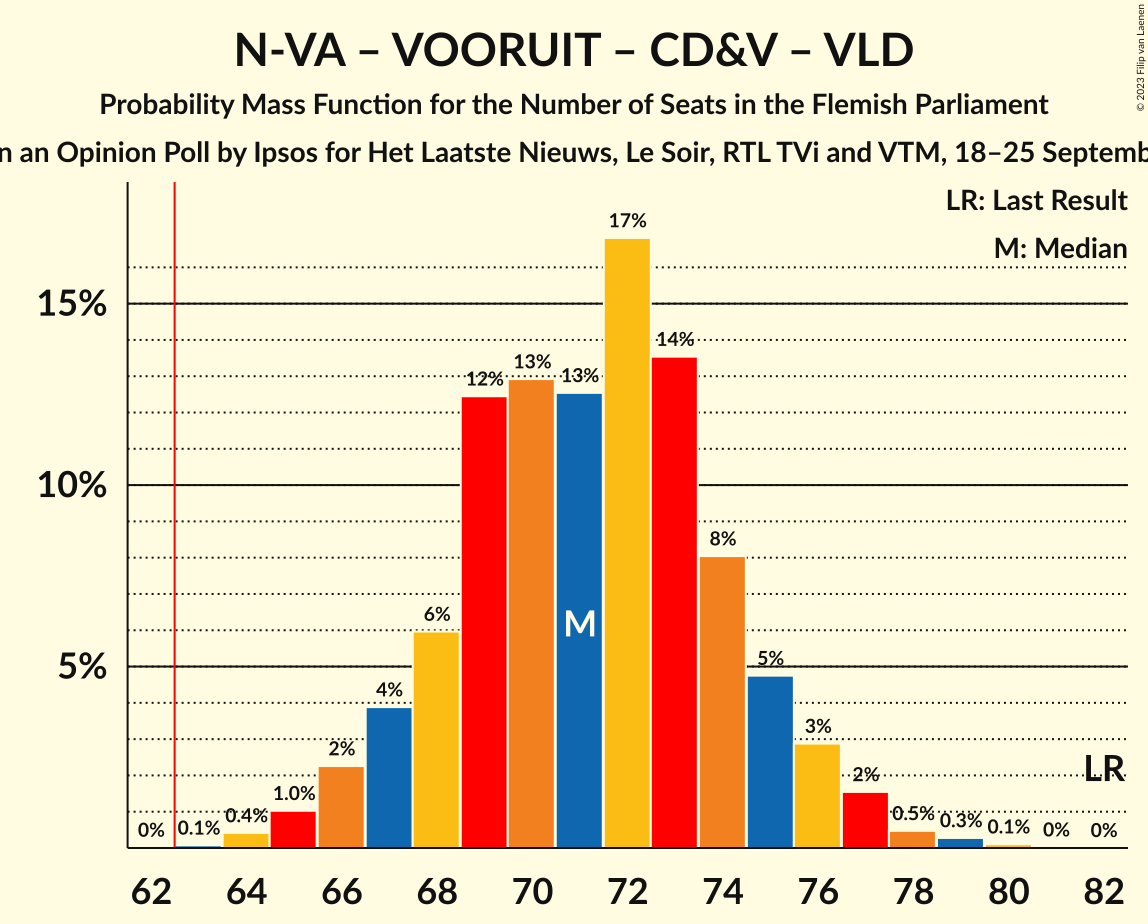 N-VA – VOORUIT – CD&V – VLD
Probability Mass Function for the Number of Seats in the Flemish Parliament
an Opinion Poll by Ipsos for Het Laatste Nieuws, Le Soir, RTL TVi and VTM, 18–25
© 2023 Filip van Laenen
LR: Last Result
M: Median
17%
15%
14%
13%
13%
12%
10%
8%
M
6%
5%
5%
4%
3%
2%
2%
LR
1.0%
0.4%
0.5%
0.3%
0% 0.1% 0.1% 0% 0%
62 64 66 68 70 72 74 76 78 80 82